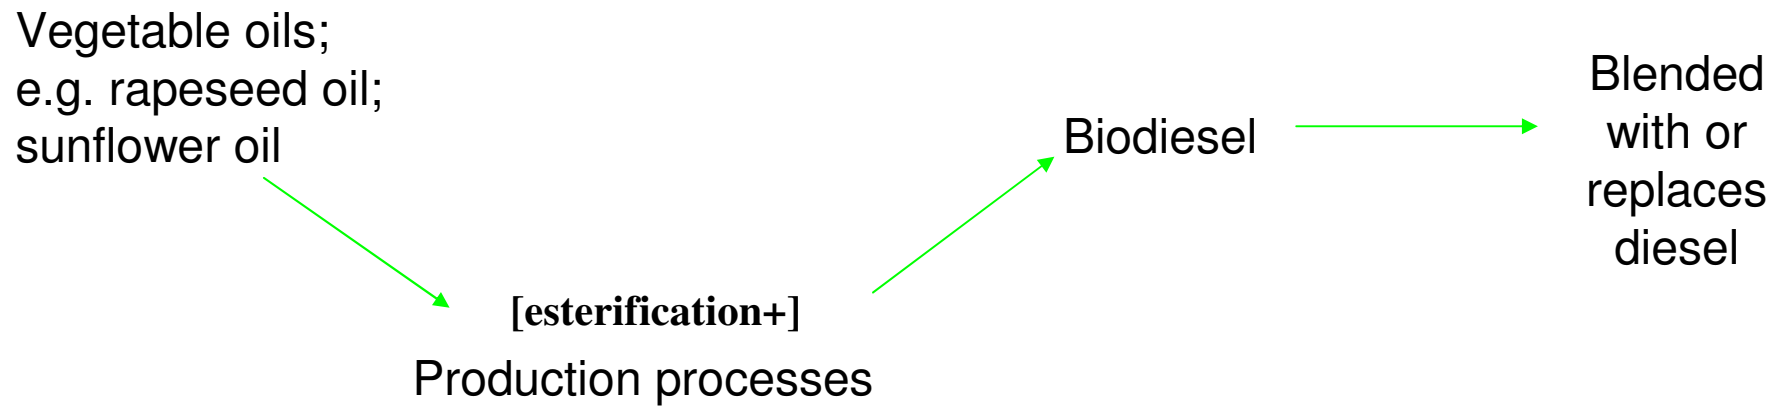 Vegetable oils;
e.g. rapeseed oil;
sunflower oil
[esterification+]
Production processes
Biodiesel
Blended
with or
replaces
diesel